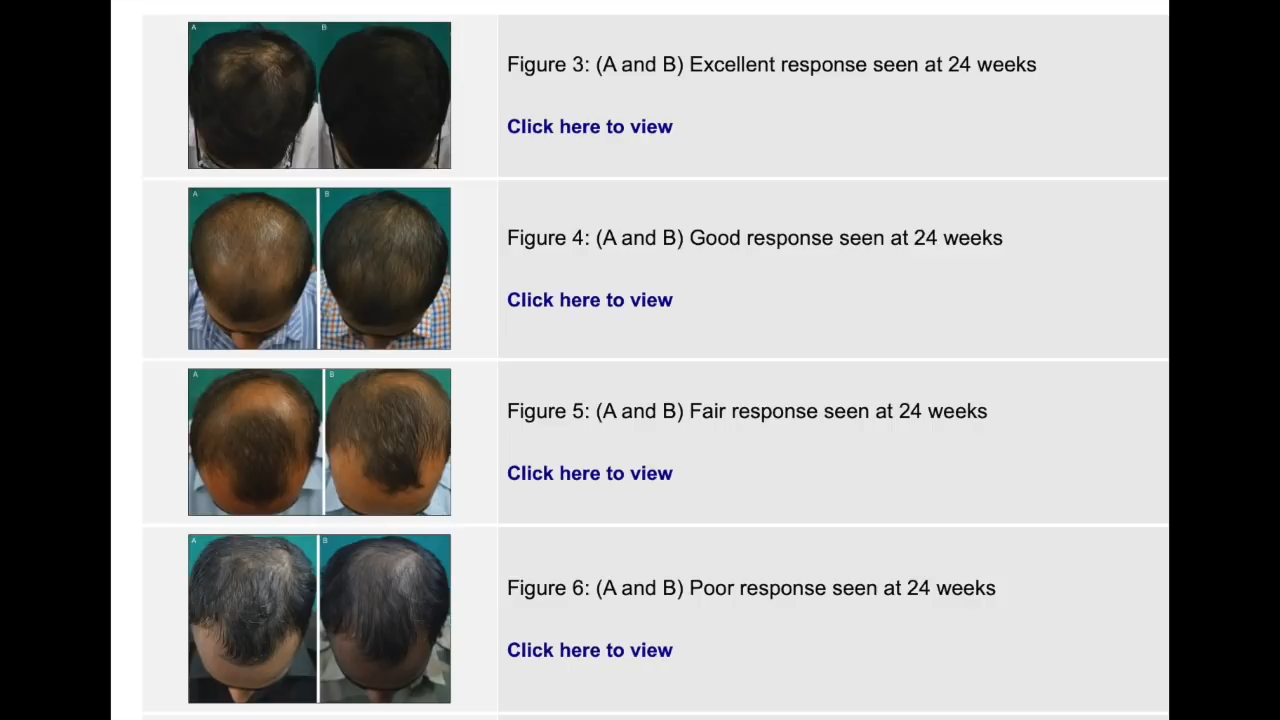 A B
Figure 3: (A and B) Excellent response seen at 24 weeks
Click here to view
A B
Figure 4: (A and B) Good response seen at 24 weeks
Click here to view
A B
Figure 5: (A and B) Fair response seen at 24 weeks
Click here to view
A B
Figure 6: (A and B) Poor response seen at 24 weeks
Click here to view